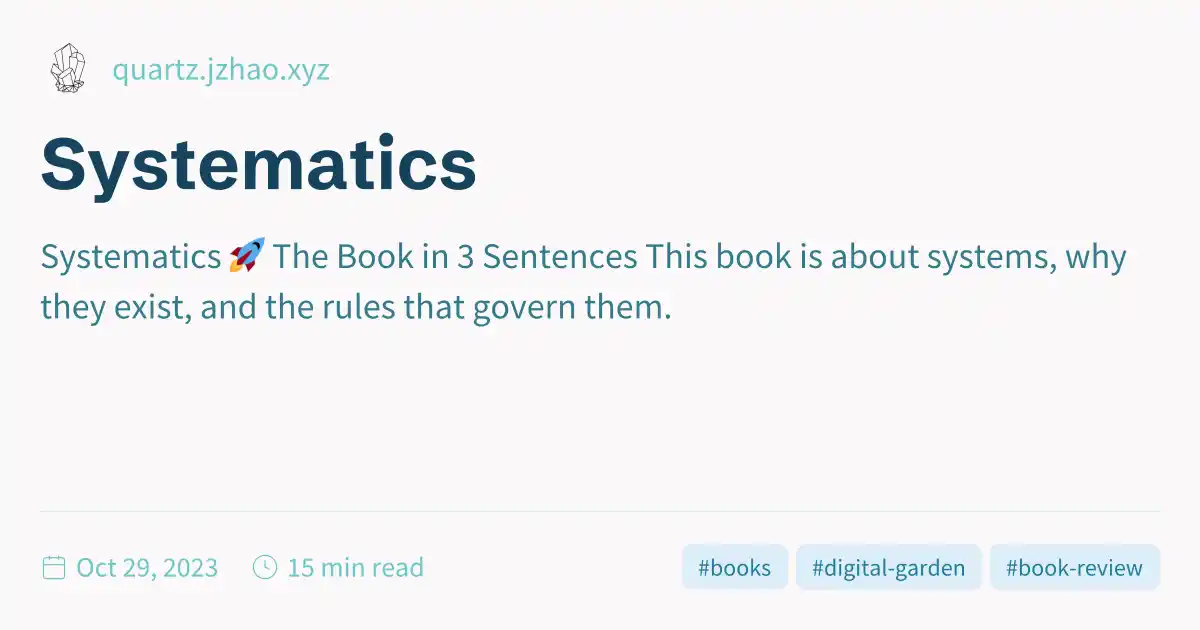 quartz.jzhao.xyz
Systematics
Systematics 🚀 The Book in 3 Sentences This book is about systems, why
they exist, and the rules that govern them.
Oct 29, 2023 15 min read #books #digital-garden #book-review